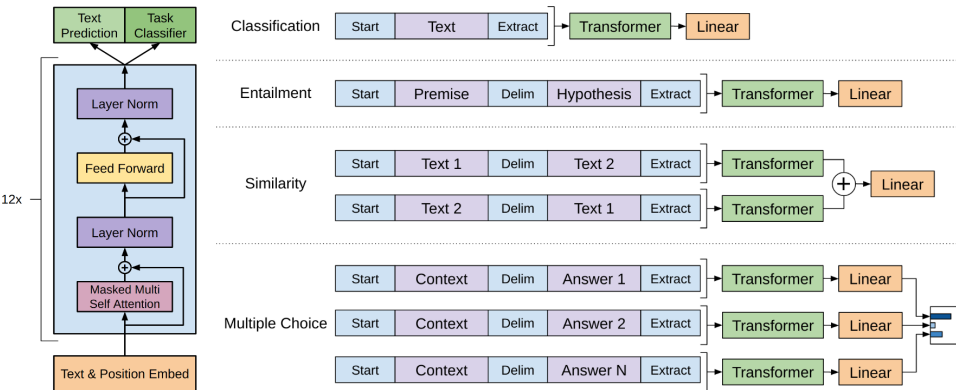 Text Prediction
Task Classifier
12x
Layer Norm
Feed Forward
Layer Norm
Masked Multi
Self Attention
Text & Position Embed
Classification Start Text Extract Transformer Linear
Entailment Start Premise Delim Hypothesis Extract Transformer Linear
Similarity
Start Text 1 Delim Text 2 Extract Transformer
+ Linear
Start Text 2 Delim Text 1 Extract Transformer
Multiple Choice
Start Context Delim Answer 1 Extract Transformer Linear
Start Context Delim Answer 2 Extract Transformer Linear
Start Context Delim Answer N Extract Transformer Linear